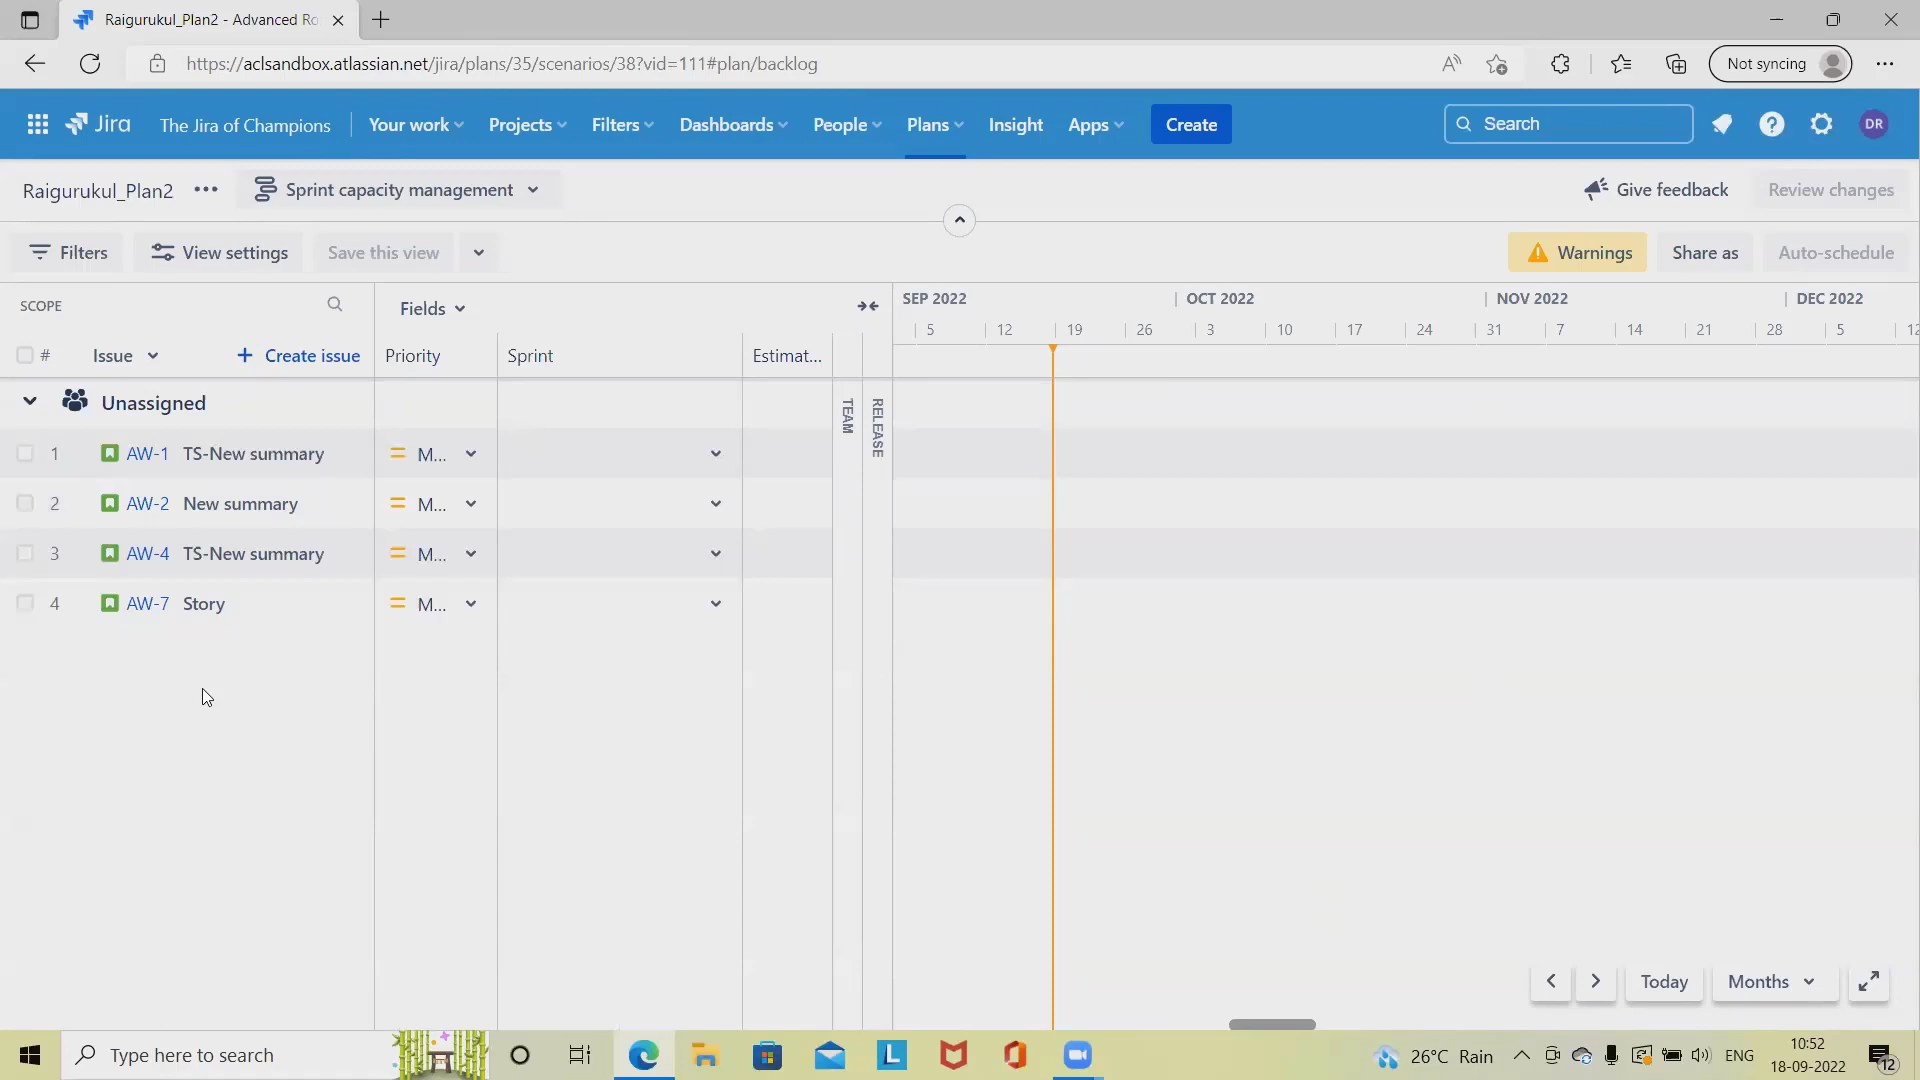 Raigurukul_Plan2 - Advanced Ro
https://aclsandbox.atlassian.net/jira/plans/35/scenarios/38?vid=111#plan/backlog
Not syncing
Jira
The Jira of Champions
Your work
Projects
Filters
Dashboards
People
Plans
Insight
Apps
Create
Search
DR
Raigurukul_Plan2
Sprint capacity management
Give feedback
Review changes
Filters
View settings
Save this view
Warnings
Share as
Auto-schedule
SCOPE
Fields
SEP 2022
OCT 2022
NOV 2022
DEC 2022
5 12 19 26 3 10 17 24 31 7 14 21 28 5 12
# Issue
+ Create issue
Priority
Sprint
Estimat...
Unassigned
TEAM
RELEASE
1 AW-1 TS-New summary M...
2 AW-2 New summary M...
3 AW-4 TS-New summary M...
4 AW-7 Story M...
Today
Months
Type here to search
26°C Rain
ENG
10:52
18-09-2022
12